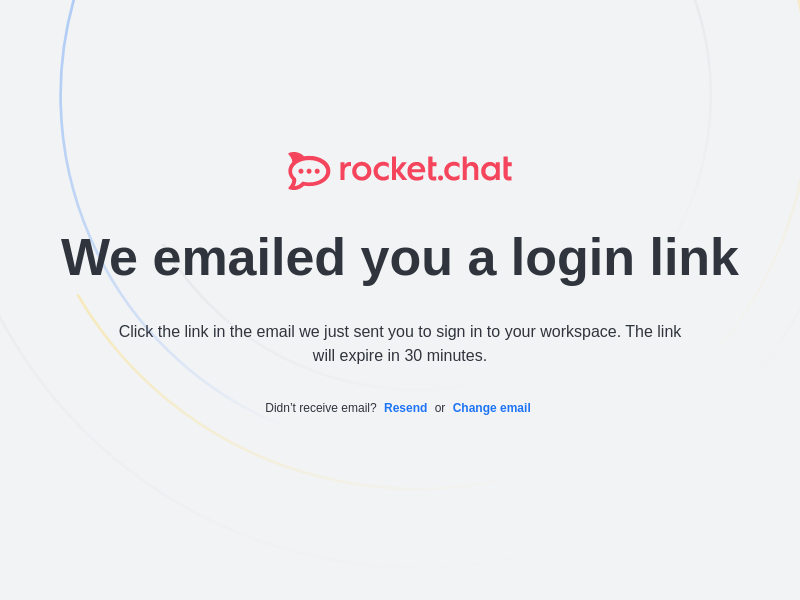 rocket.chat
We emailed you a login link
Click the link in the email we just sent you to sign in to your workspace. The link
will expire in 30 minutes.
Didn't receive email? Resend or Change email